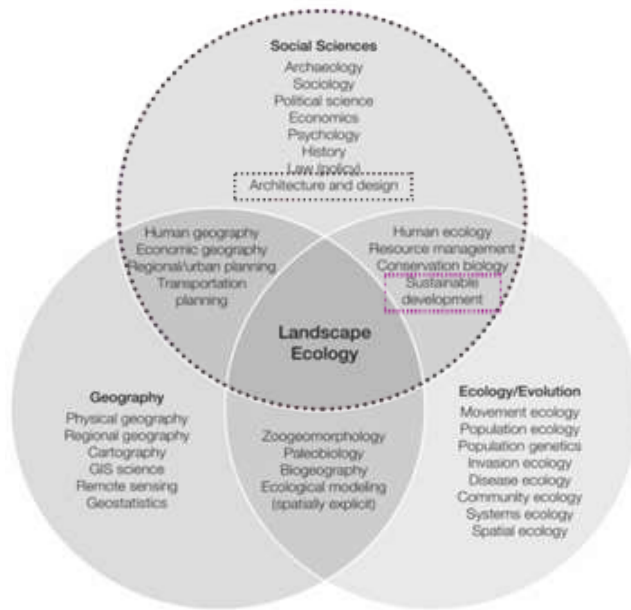 Social Sciences
Archaeology
Sociology
Political science
Economics
Psychology
History
Law (policy)
Architecture and design
Human geography
Economic geography
Regional/urban planning
Transportation
planning
Human ecology
Resource management
Conservation biology
Sustainable
development
Landscape
Ecology
Geography
Physical geography
Regional geography
Cartography
GIS science
Remote sensing
Geostatistics
Zoogeomorphology
Paleobiology
Biogeography
Ecological modeling
(spatially explicit)
Ecology/Evolution
Movement ecology
Population ecology
Population genetics
Invasion ecology
Disease ecology
Community ecology
Systems ecology
Spatial ecology